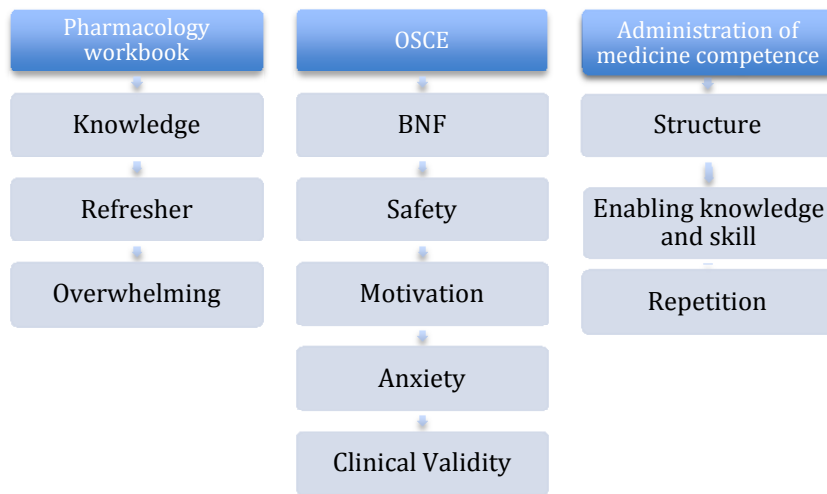 Pharmacology
workbook
Knowledge
Refresher
Overwhelming
OSCE
BNF
Safety
Motivation
Anxiety
Clinical Validity
Administration of
medicine competence
Structure
Enabling knowledge
and skill
Repetition